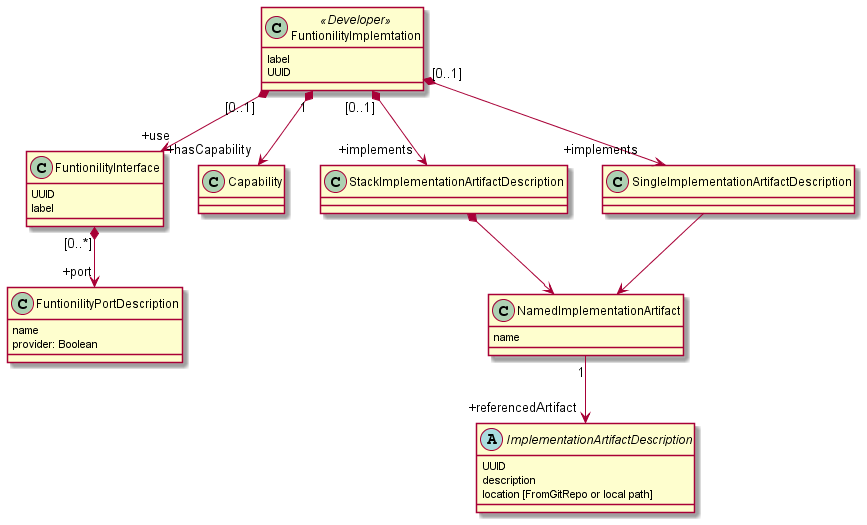 C
«Developer»
FuntionilityImplemtation
label
UUID
[0..1]
1
[0..1]
[0..1]
+use
+hasCapability
+implements
+implements
C FuntionilityInterface
UUID
label
C Capability
C StackImplementationArtifactDescription
C SingleImplementationArtifactDescription
[0..*]
+port
C FuntionilityPortDescription
name
provider: Boolean
C NamedImplementationArtifact
name
1
+referencedArtifact
A ImplementationArtifactDescription
UUID
description
location [FromGitRepo or local path]